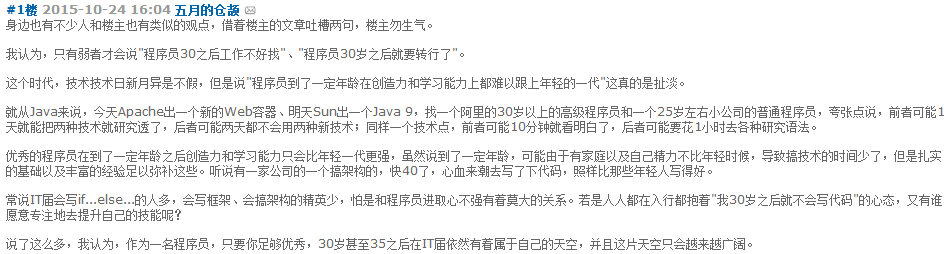 #1楼 2015-10-24 16:04 五月的仓颉
身边也有不少人和楼主也有类似的观点，借着楼主的文章吐槽两句，楼主勿生气。
我认为，只有弱者才会说"程序员30之后工作不好找"、"程序员30岁之后就要转行了"。
这个时代，技术技术日新月异是不假，但是说"程序员到了一定年龄在创造力和学习能力上都难以跟上年轻的一代"这真的是扯淡。
就从Java来说，今天Apache出一个新的Web容器、明天Sun出一个Java 9，找一个阿里的30岁以上的高级程序员和一个25岁左右小公司的普通程序员，夸张点说，前者可能1
天就能把两种技术就研究透了，后者可能两天都不会用两种新技术；同样一个技术点，前者可能10分钟就看明白了，后者可能要花1小时去各种研究语法。
优秀的程序员在到了一定年龄之后创造力和学习能力只会比年轻一代更强，虽然说到了一定年龄，可能由于有家庭以及自己精力不比年轻时候，导致搞技术的时间少了，但是扎实
的基础以及丰富的经验足以弥补这些。听说有一家公司的一个搞架构的，快40了，心血来潮去写了下代码，照样比那些年轻人写得好。
常说IT届会写if...else...的人多，会写框架、会搞架构的精英少，怕是和程序员进取心不强有着莫大的关系。若是人人都在入行都抱着"我30岁之后就不会写代码"的心态，又有谁
愿意专注地去提升自己的技能呢？
说了这么多，我认为，作为一名程序员，只要你足够优秀，30岁甚至35之后在IT届依然有着属于自己的天空，并且这片天空只会越来越广阔。